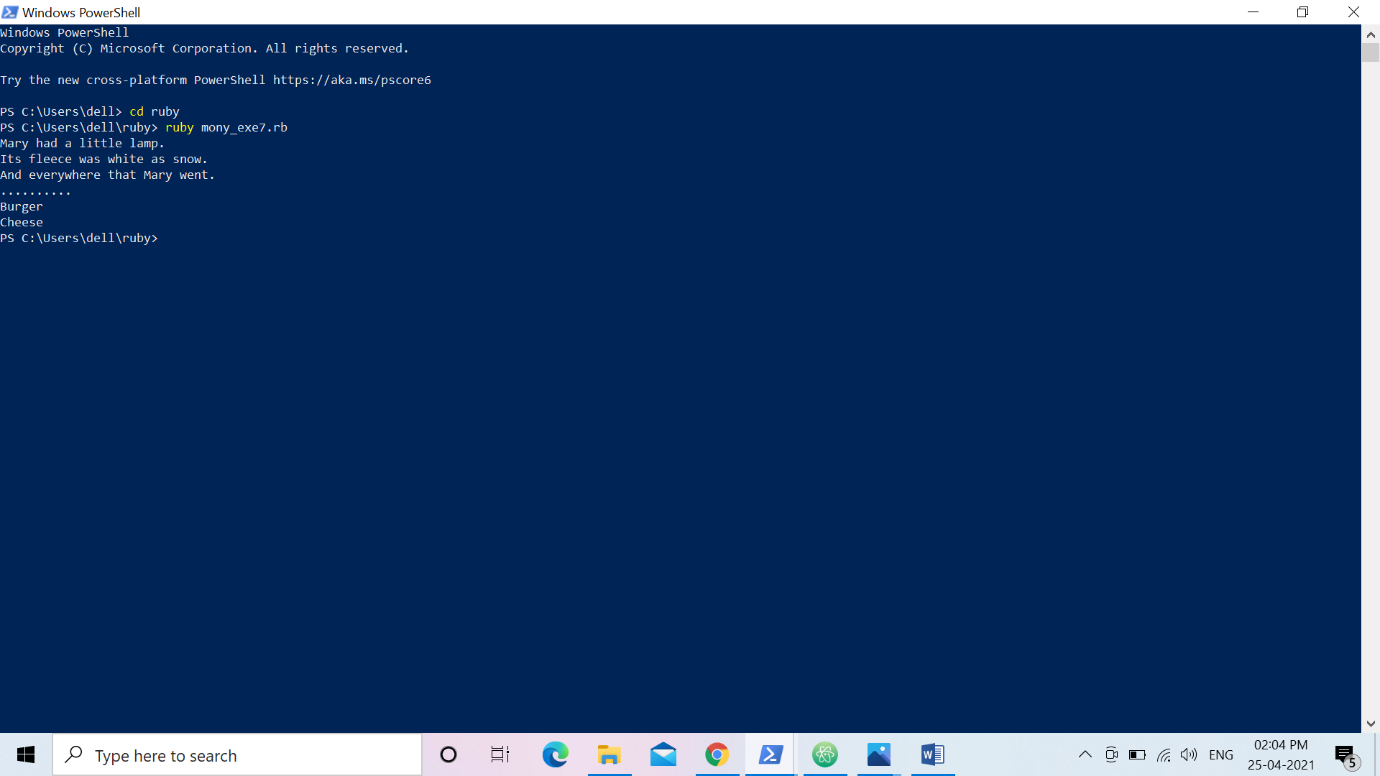 Windows PowerShell
Windows PowerShell
Copyright (C) Microsoft Corporation. All rights reserved.
Try the new cross-platform PowerShell https://aka.ms/pscore6
PS C:\Users\dell> cd ruby
PS C:\Users\dell\ruby> ruby mony_exe7.rb
Mary had a little lamp.
Its fleece was white as snow.
And everywhere that Mary went.
..........
Burger
Cheese
PS C:\Users\dell\ruby>
Type here to search
W
ENG
02:04 PM
25-04-2021
5